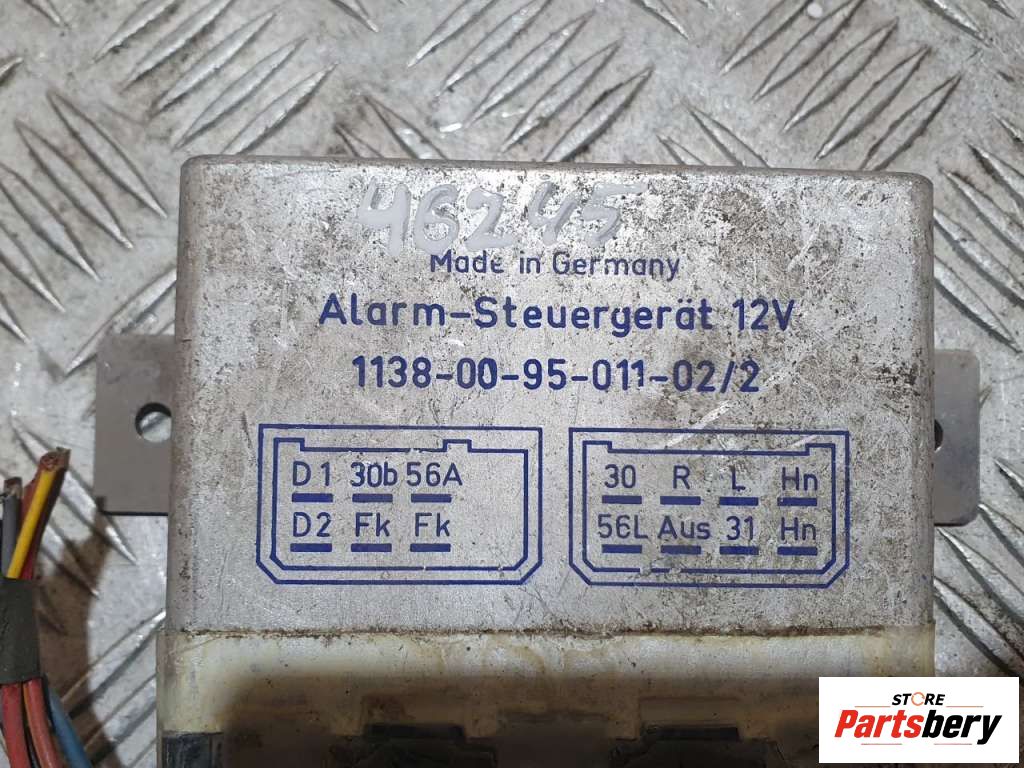 46245
Made in Germany
Alarm-Steuergerät 12V
1138-00-95-011-02/2
D1 30b 56A
D2 Fk Fk
30 R L Hn
56L Aus 31 Hn
STORE
Partsbery